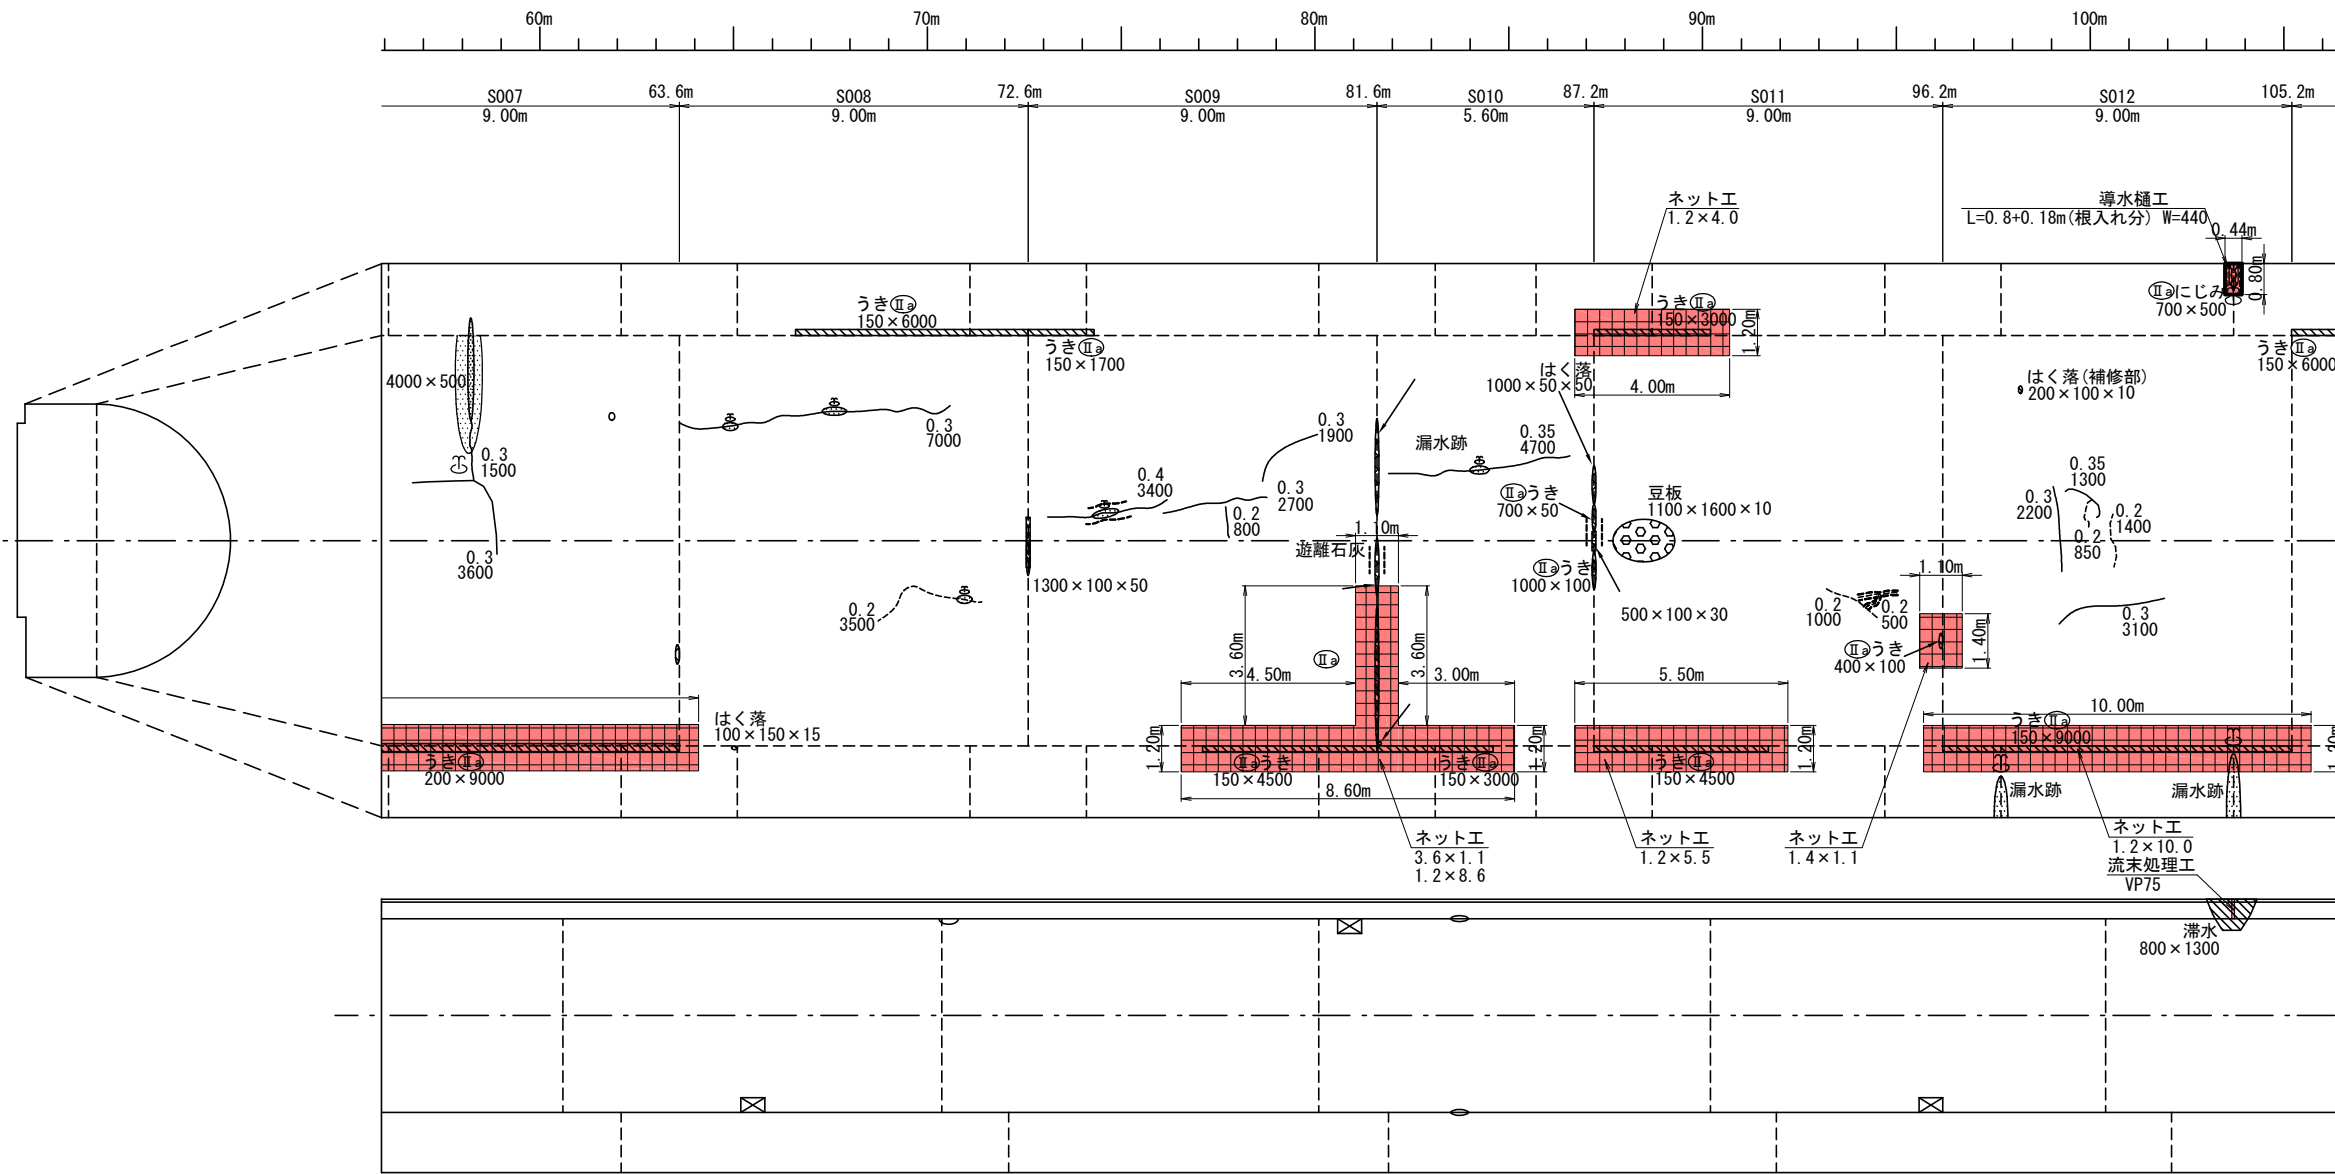 60m
70m
80m
90m
100m
S007
9.00m
63.6m
S008
9.00m
72.6m
S009
9.00m
81.6m
S010
5.60m
87.2m
S011
9.00m
96.2m
S012
9.00m
105.2m
ネット工
1.2×4.0
導水樋工
L=0.8+0.18m(根入れ分) W=440
0.44m
0.80m
Ⅱaにじみ
700×500
うきⅡa
150×6000
うきⅡa
150×1700
うきⅡa
150×3000
1.20m
4.00m
うきⅡa
150×6000
4000×500
はく落
1000×50×50
はく落(補修部)
200×100×10
0.3
7000
0.3
1900
漏水跡
0.35
4700
0.3
1500
0.4
3400
0.3
2700
0.2
800
Ⅱaうき
700×50
豆板
1100×1600×10
0.35
1300
0.3
2200
0.2
1400
0.2
850
1.10m
遊離石灰
0.3
3600
1300×100×50
Ⅱaうき
1000×100
500×100×30
1.10m
0.2
3500
0.2
1000
0.2
500
0.3
3100
Ⅱaうき
400×100
1.40m
3.60m
3.60m
Ⅱa
4.50m
3.00m
5.50m
10.00m
はく落
100×150×15
うきⅡa
200×9000
1.20m
Ⅱaうき
150×4500
うきⅡa
150×3000
1.20m
8.60m
うきⅡa
150×4500
1.20m
うきⅡa
150×9000
1.20m
漏水跡
漏水跡
ネット工
3.6×1.1
1.2×8.6
ネット工
1.2×5.5
ネット工
1.4×1.1
ネット工
1.2×10.0
流末処理工
VP75
滞水
800×1300